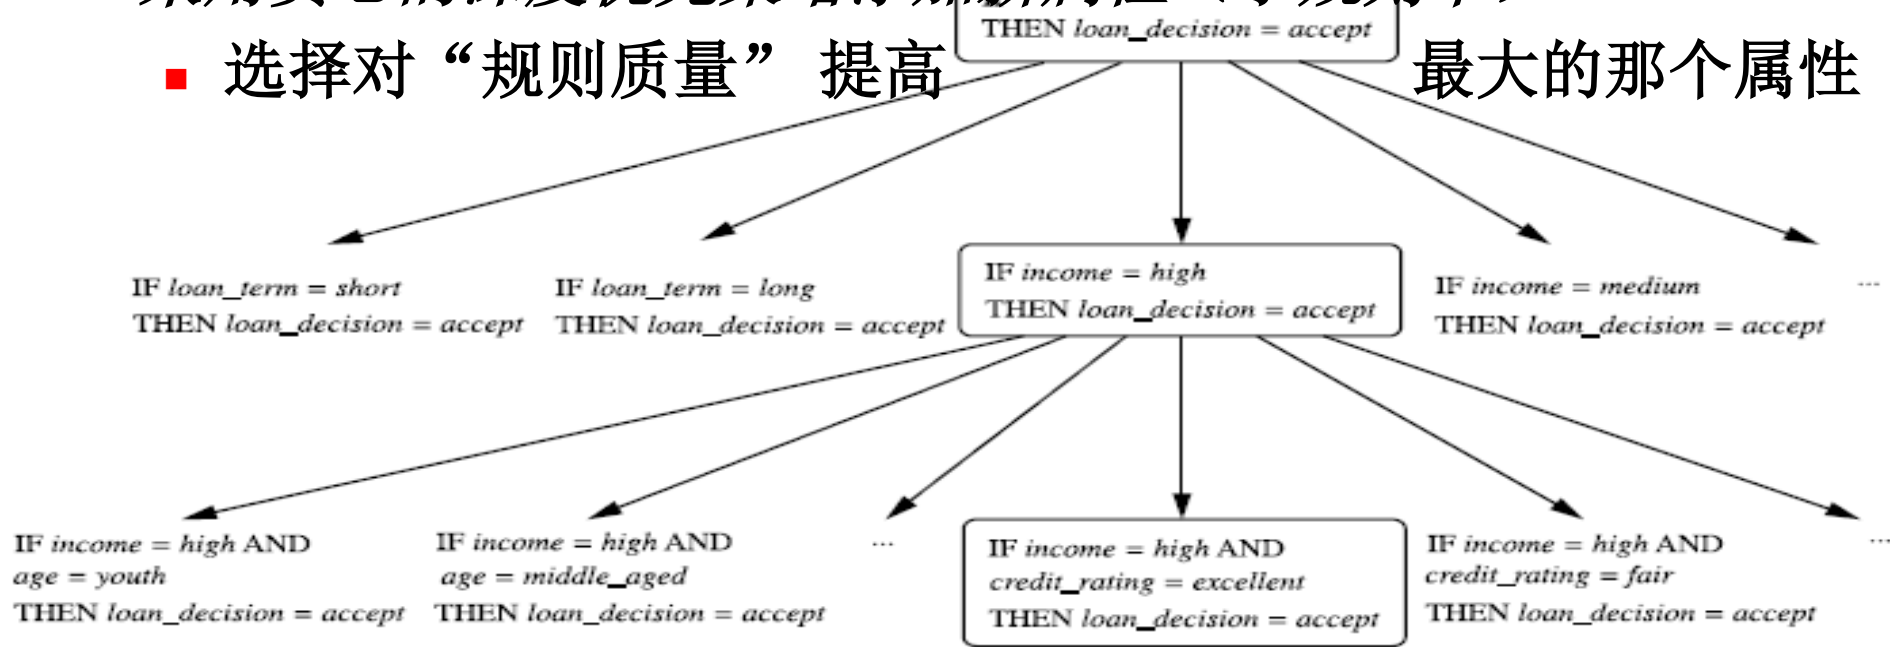 THEN loan_decision = accept
选择对“规则质量” 提高 最大的那个属性
IF loan_term = short
THEN loan_decision = accept
IF loan_term = long
THEN loan_decision = accept
IF income = high
THEN loan_decision = accept
IF income = medium
THEN loan_decision = accept
...
IF income = high AND
age = youth
THEN loan_decision = accept
IF income = high AND
age = middle_aged
THEN loan_decision = accept
...
IF income = high AND
credit_rating = excellent
THEN loan_decision = accept
IF income = high AND
credit_rating = fair
THEN loan_decision = accept
...